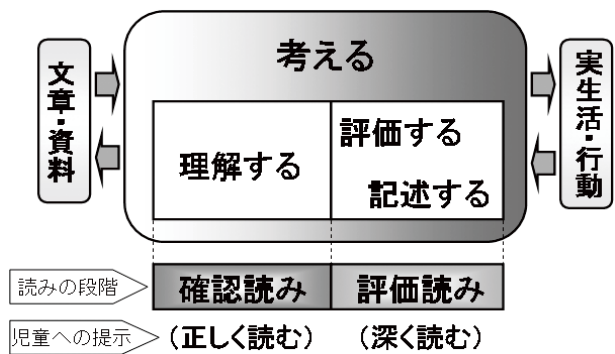 考える
文章・資料
理解する
評価する
記述する
実生活・行動
読みの段階
確認読み
評価読み
児童への提示
(正しく読む)
(深く読む)